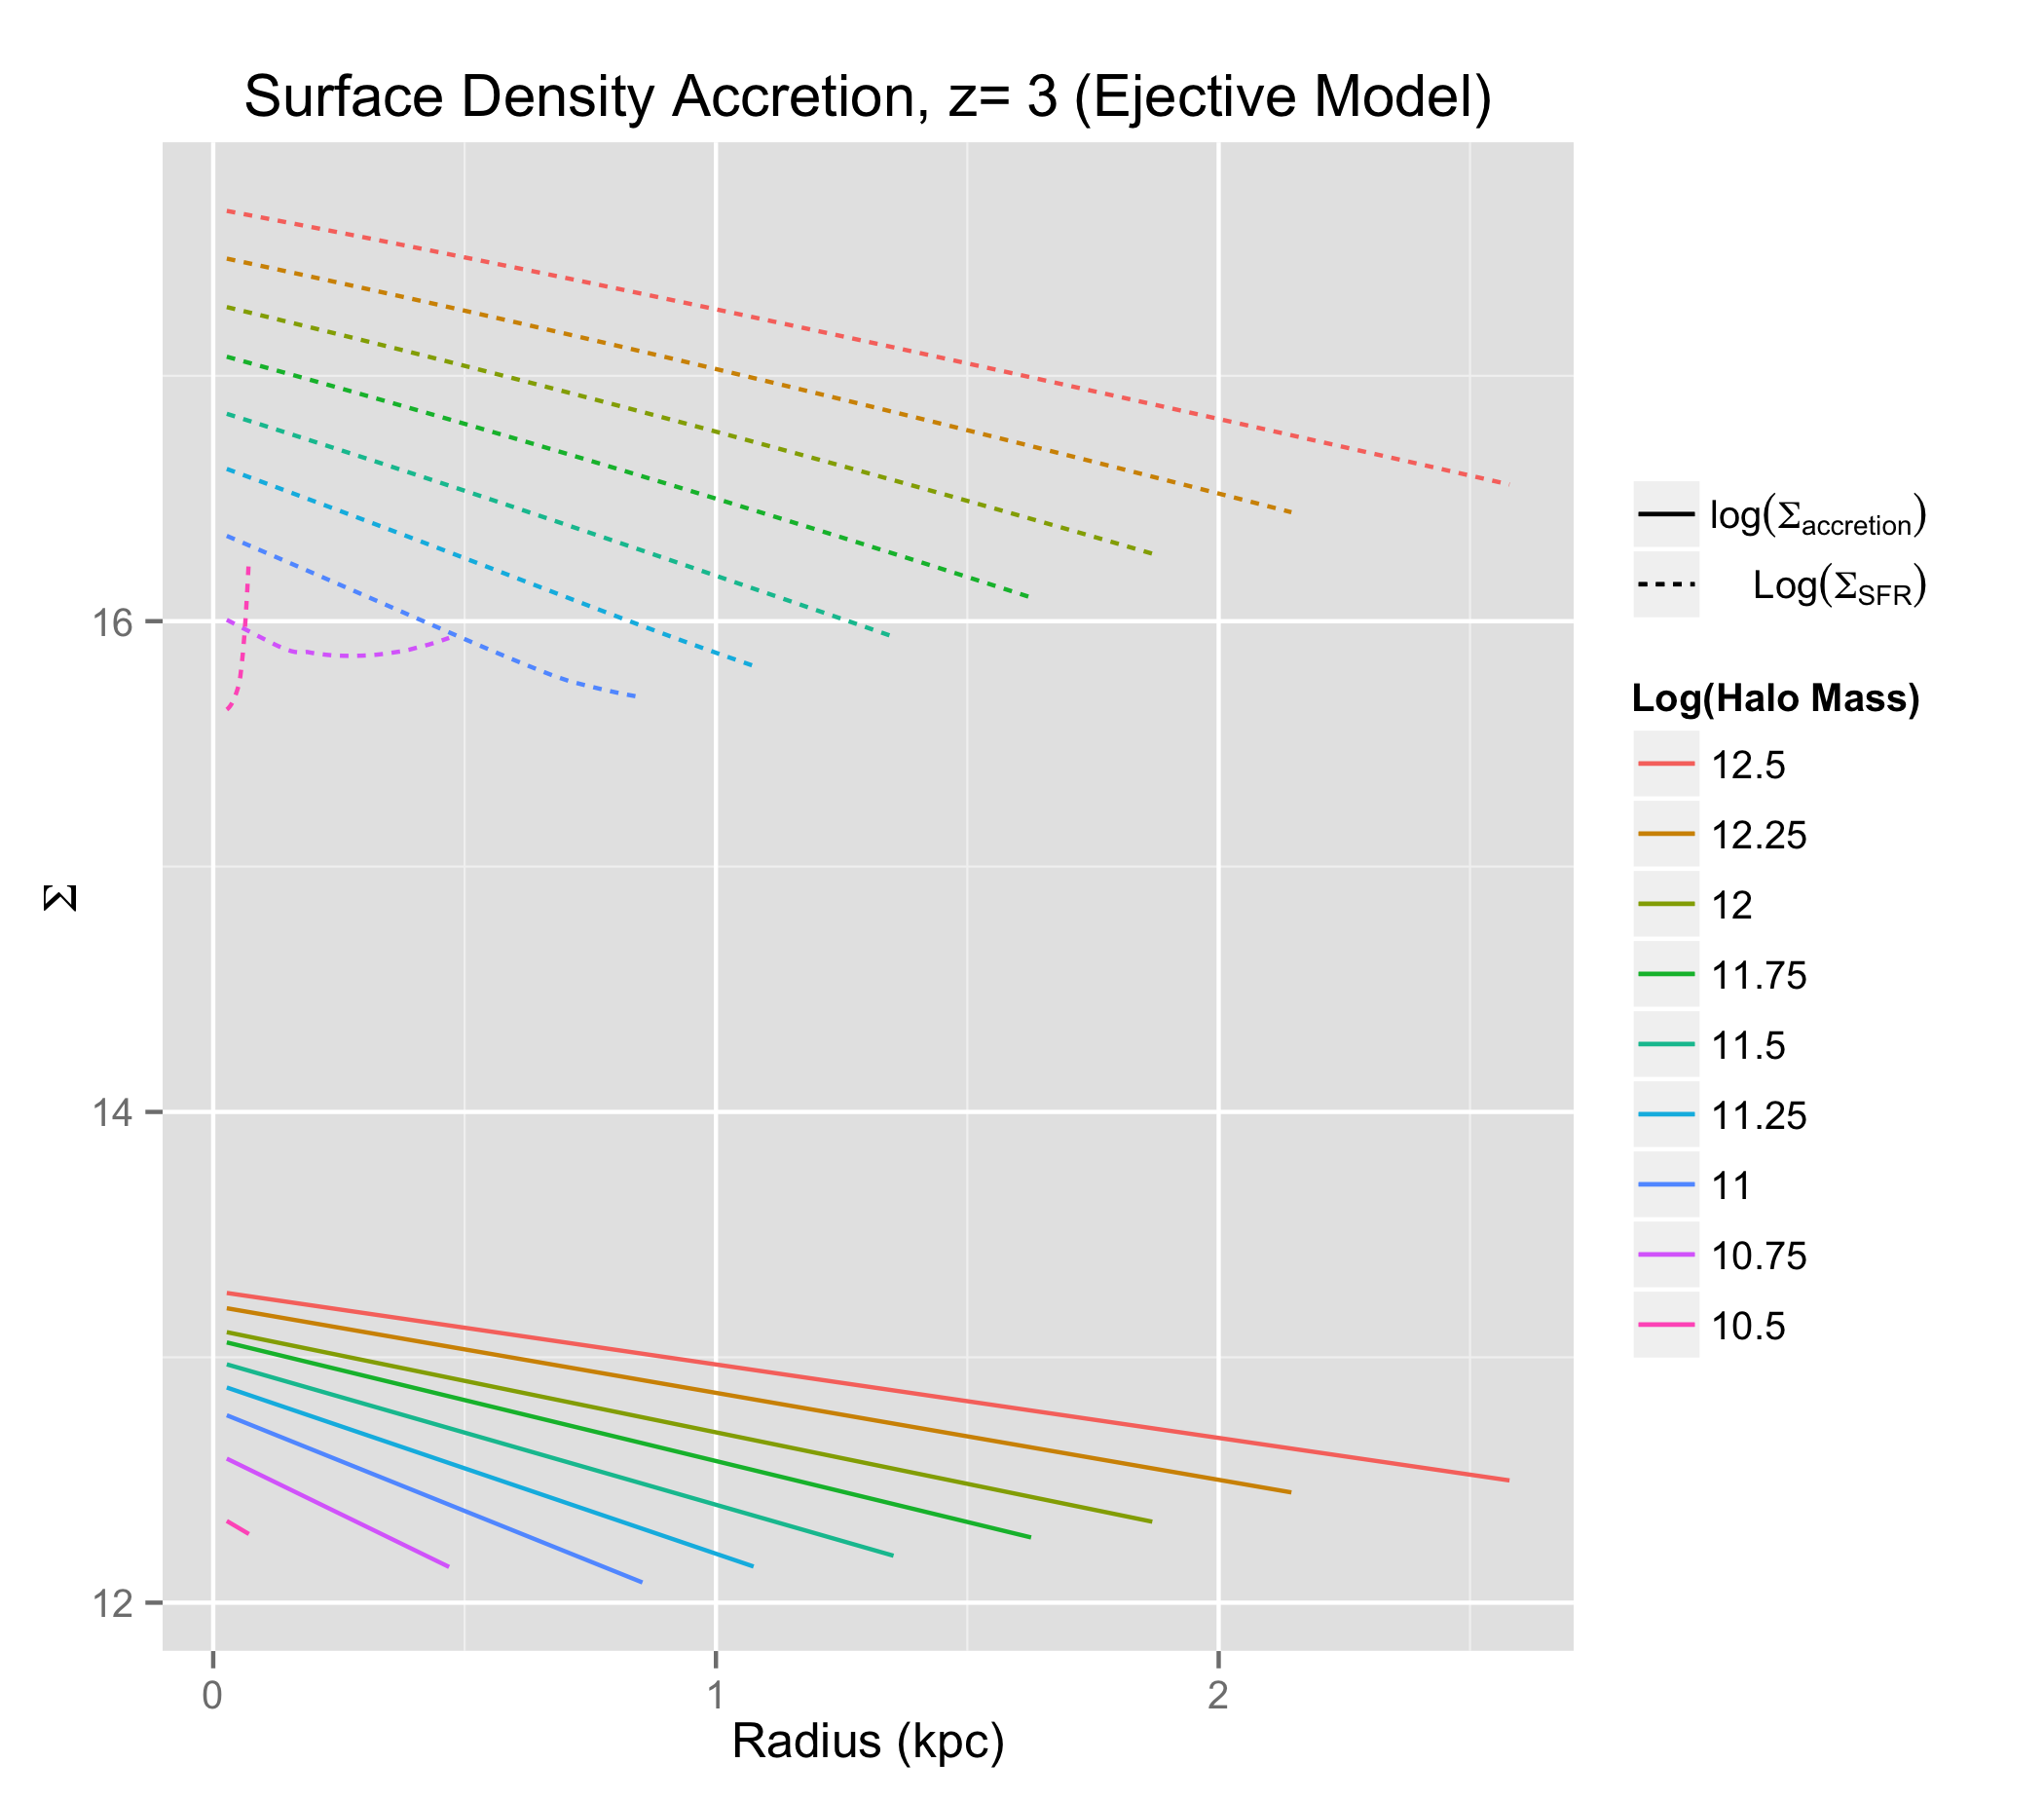 Surface Density Accretion, z= 3 (Ejective Model)
Σ
16
14
12
0 1 2
Radius (kpc)
log(Σaccretion)
Log(ΣSFR)
Log(Halo Mass)
12.5
12.25
12
11.75
11.5
11.25
11
10.75
10.5